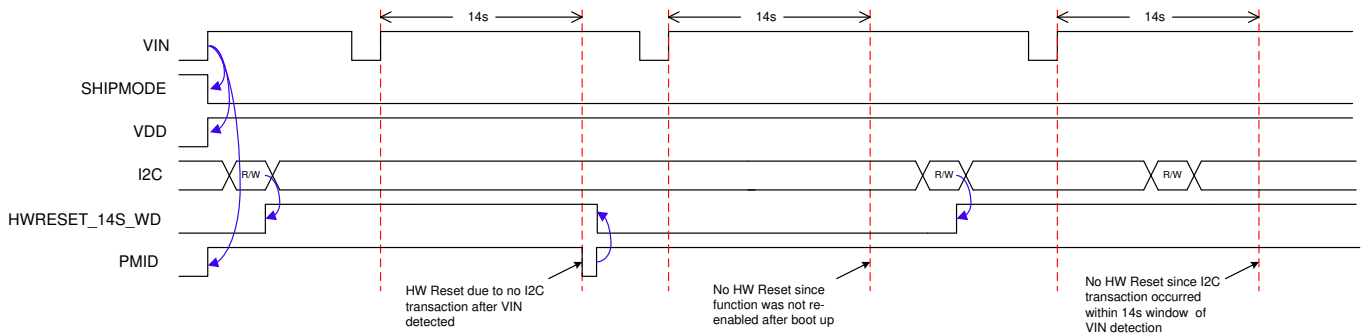 14s
14s
14s
VIN
SHIPMODE
VDD
I2C
R/W
R/W
R/W
HWRESET_14S_WD
PMID
HW Reset due to no I2C
transaction after VIN
detected
No HW Reset since
function was not re-
enabled after boot up
No HW Reset since I2C
transaction occurred
within 14s window of
VIN detection